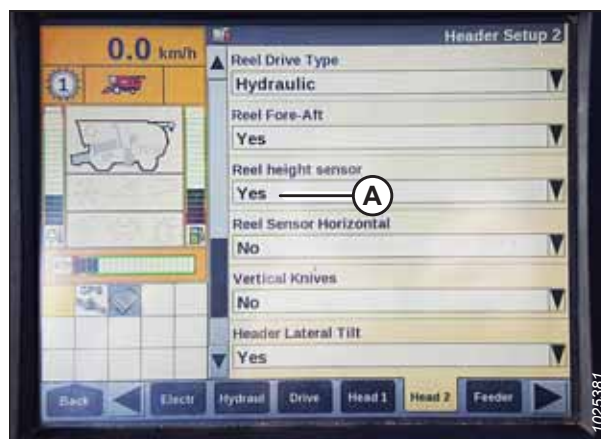 0.0 km/h
Header Setup 2
1
Reel Drive Type
Hydraulic
Reel Fore-Aft
Yes
Reel height sensor
Yes
A
Reel Sensor Horizontal
No
Vertical Knives
No
Header Lateral Tilt
Yes
GPS
Back
Electr
Hydraul
Drive
Head 1
Head 2
Feeder
1025381